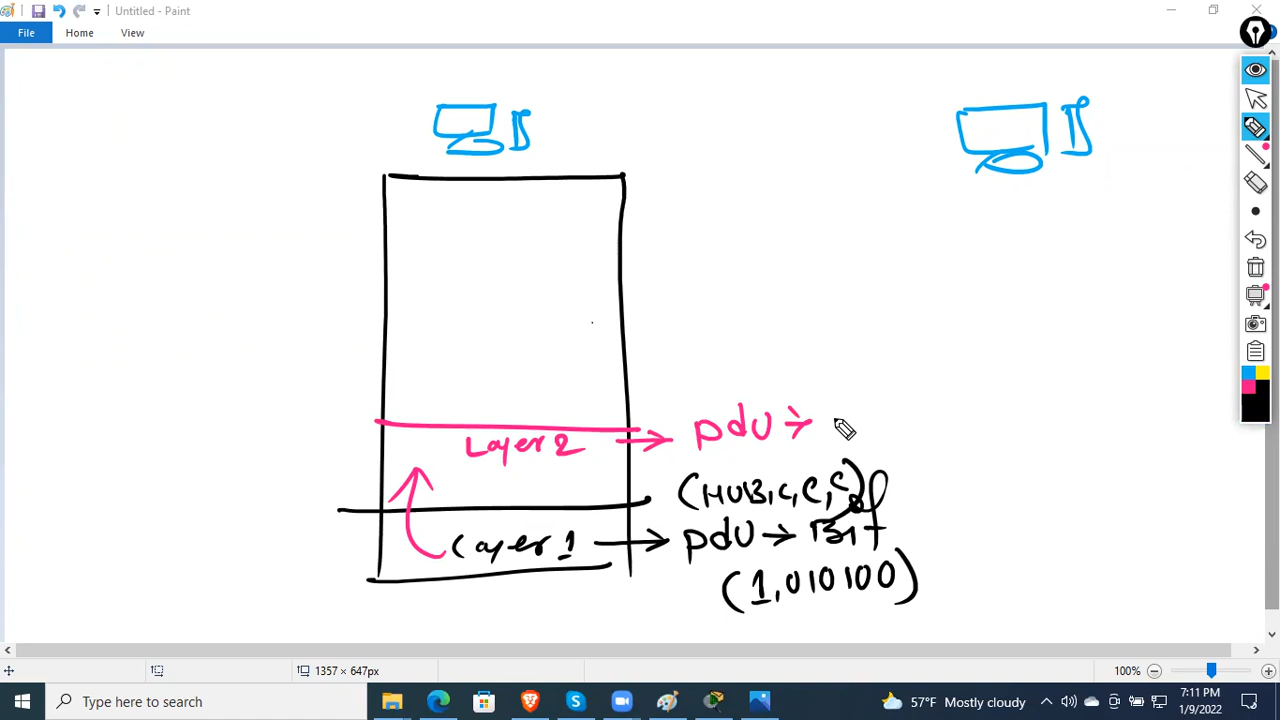 Untitled - Paint
File Home View
Layer 2
pdU →
(HUB, C, C, C)
Layer 1
pdU → Bit
(1,010100)
1357 × 647px
100%
Type here to search
57°F Mostly cloudy
7:11 PM
1/9/2022